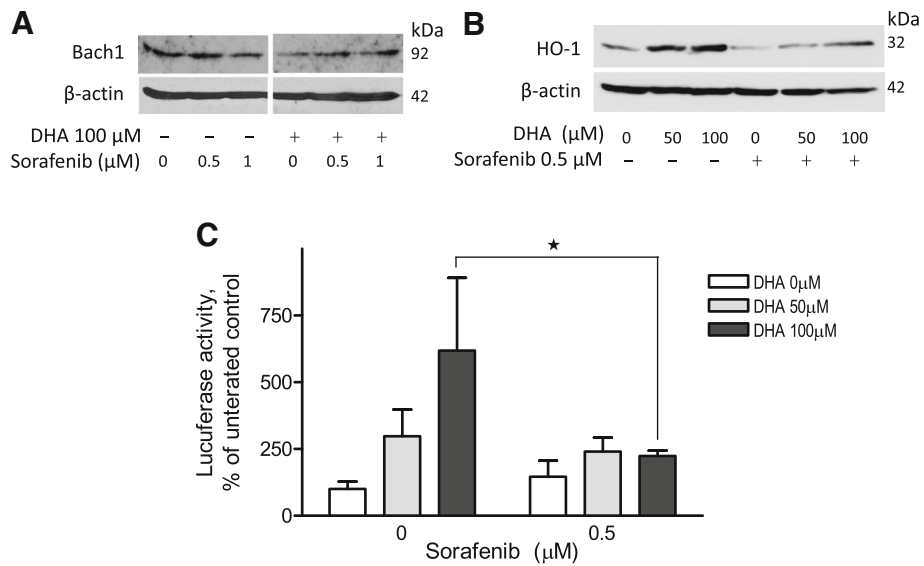 A
kDa
Bach1
92
β-actin
42
DHA 100 μM – – – + + +
Sorafenib (μM) 0 0.5 1 0 0.5 1
B
kDa
HO-1
32
β-actin
42
DHA (μM) 0 50 100 0 50 100
Sorafenib 0.5 μM – – – + + +
C
★
Lucuferase activity,
% of unterated control
750
500
250
0
0 0.5
Sorafenib (μM)
DHA 0μM
DHA 50μM
DHA 100μM